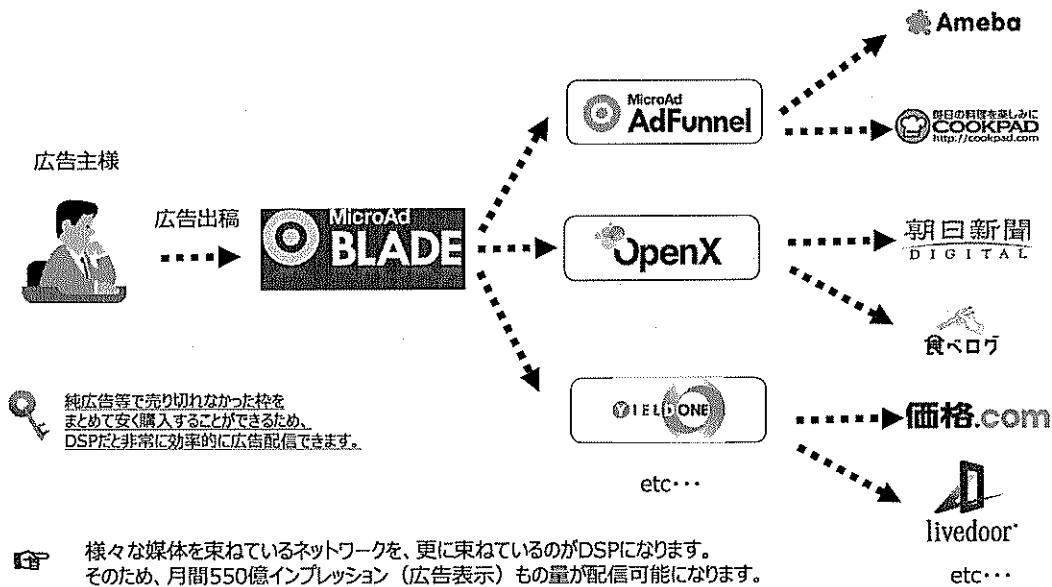 広告主様
広告出稿
MicroAd
BLADE
MicroAd
AdFunnel
OpenX
YIELD ONE
etc・・・
Ameba
毎日の料理を楽しみに
COOKPAD
http://cookpad.com
朝日新聞
DIGITAL
食べログ
価格.com
livedoor
etc・・・
純広告等で売り切れなかった枠を
まとめて安く購入することができるため、
DSPだと非常に効率的に広告配信できます。
様々な媒体を束ねているネットワークを、更に束ねているのがDSPになります。
そのため、月間550億インプレッション（広告表示）もの量が配信可能になります。